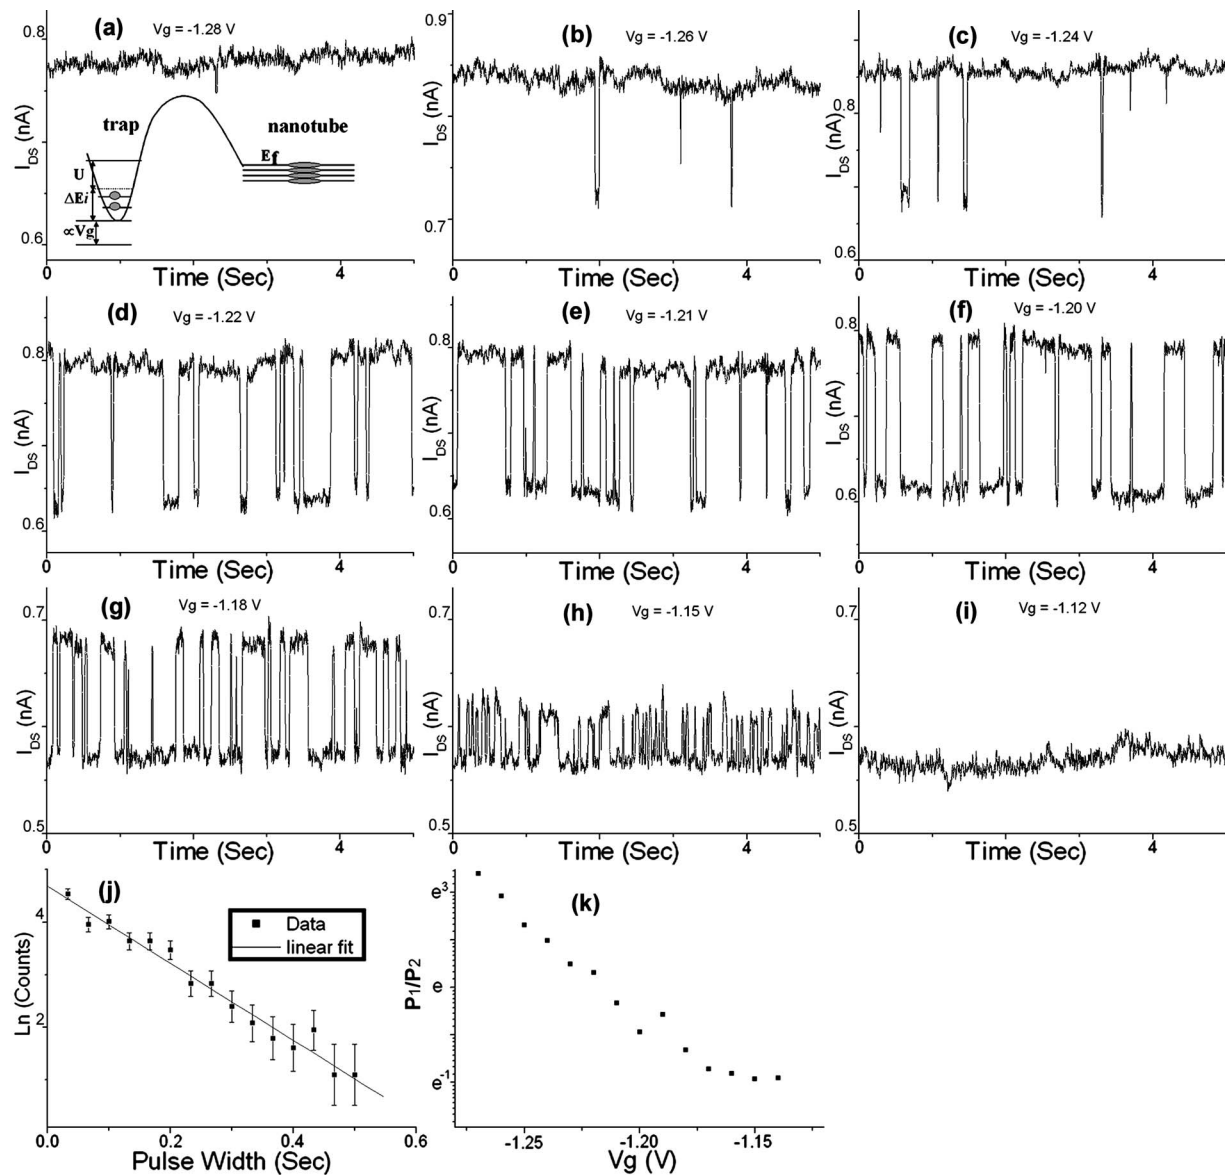 (a)
Vg = -1.28 V
0.8
0.6
I_DS (nA)
trap
nanotube
E_f
U
ΔEi
∝Vg
0 4
Time (Sec)
(b)
Vg = -1.26 V
0.9
0.7
I_DS (nA)
0 4
Time (Sec)
(c)
Vg = -1.24 V
0.8
0.6
I_DS (nA)
0 4
Time (Sec)
(d)
Vg = -1.22 V
0.8
0.6
I_DS (nA)
0 4
Time (Sec)
(e)
Vg = -1.21 V
0.8
0.6
I_DS (nA)
0 4
Time (Sec)
(f)
Vg = -1.20 V
0.8
0.6
I_DS (nA)
0 4
Time (Sec)
(g)
Vg = -1.18 V
0.7
0.5
I_DS (nA)
0 4
Time (Sec)
(h)
Vg = -1.15 V
0.7
0.5
I_DS (nA)
0 4
Time (Sec)
(i)
Vg = -1.12 V
0.7
0.5
I_DS (nA)
0 4
Time (Sec)
(j)
Data
linear fit
4
2
Ln (Counts)
0.0 0.2 0.4 0.6
Pulse Width (Sec)
(k)
e³
e
e⁻¹
P₁/P₂
-1.25 -1.20 -1.15
Vg (V)